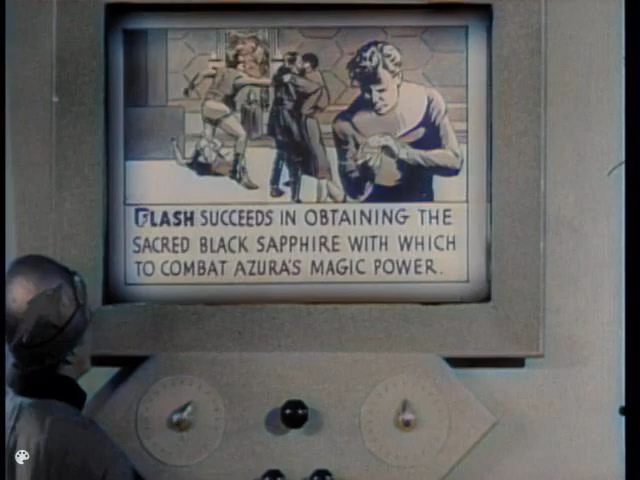 FLASH SUCCEEDS IN OBTAINING THE
SACRED BLACK SAPPHIRE WITH WHICH
TO COMBAT AZURA'S MAGIC POWER.